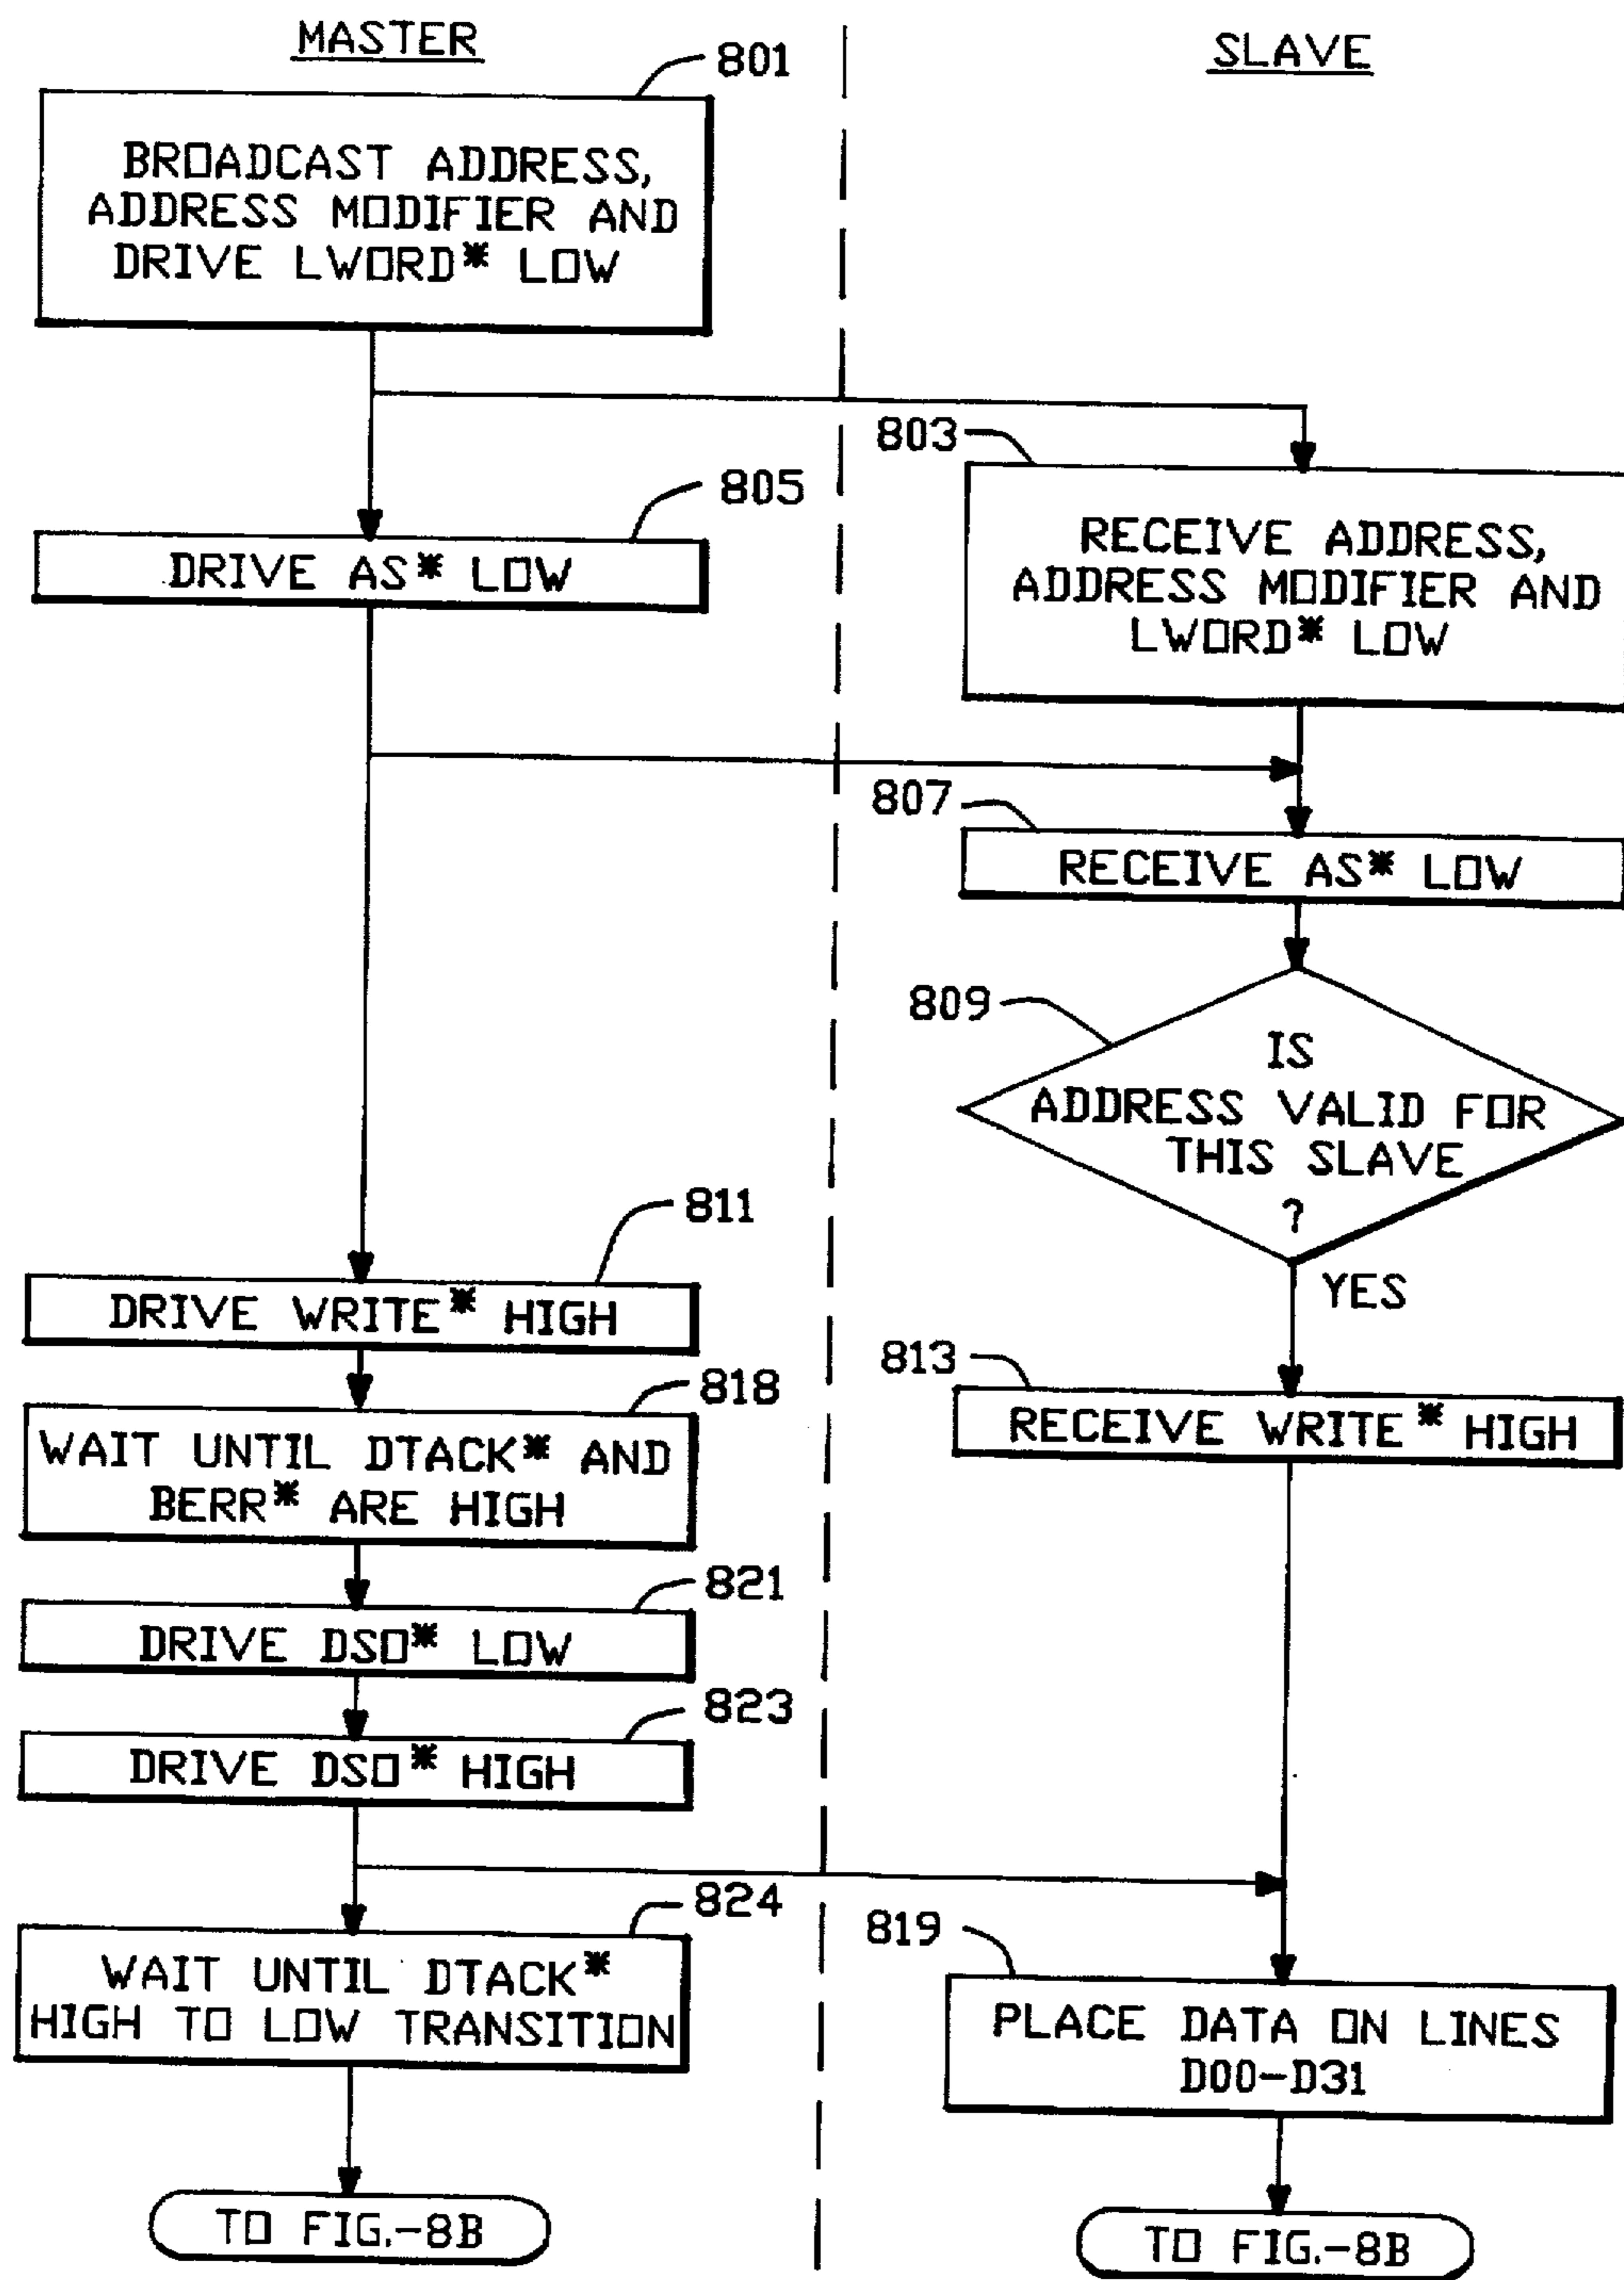 MASTER
801
BROADCAST ADDRESS,
ADDRESS MODIFIER AND
DRIVE LWORD* LOW
805
DRIVE AS* LOW
811
DRIVE WRITE* HIGH
818
WAIT UNTIL DTACK* AND
BERR* ARE HIGH
821
DRIVE DSO* LOW
823
DRIVE DSO* HIGH
824
WAIT UNTIL DTACK*
HIGH TO LOW TRANSITION
TO FIG.-8B
SLAVE
803
RECEIVE ADDRESS,
ADDRESS MODIFIER AND
LWORD* LOW
807
RECEIVE AS* LOW
809
IS
ADDRESS VALID FOR
THIS SLAVE
?
YES
813
RECEIVE WRITE* HIGH
819
PLACE DATA ON LINES
D00-D31
TO FIG.-8B